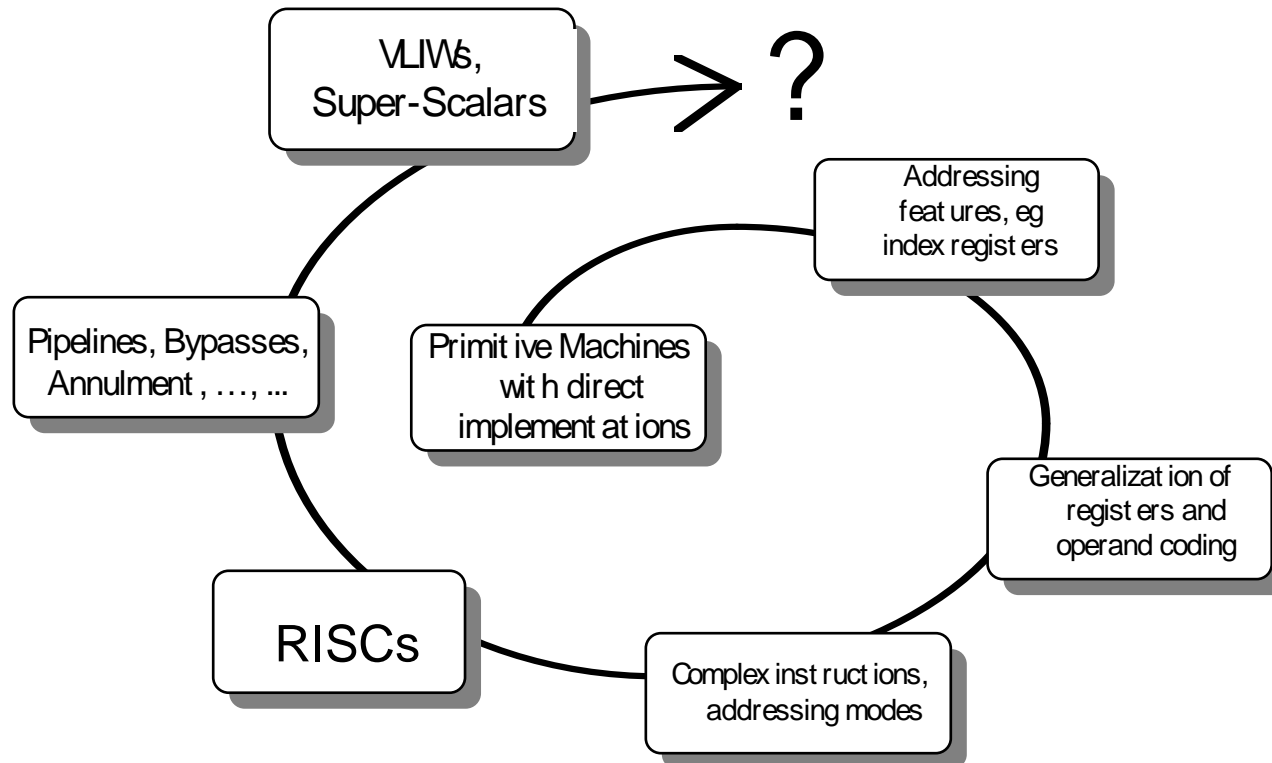 VLIWs,
Super-Scalars
?
Addressing
features, eg
index registers
Pipelines, Bypasses,
Annulment , …, ...
Primitive Machines
with direct
implementations
Generalization of
registers and
operand coding
RISCs
Complex instructions,
addressing modes